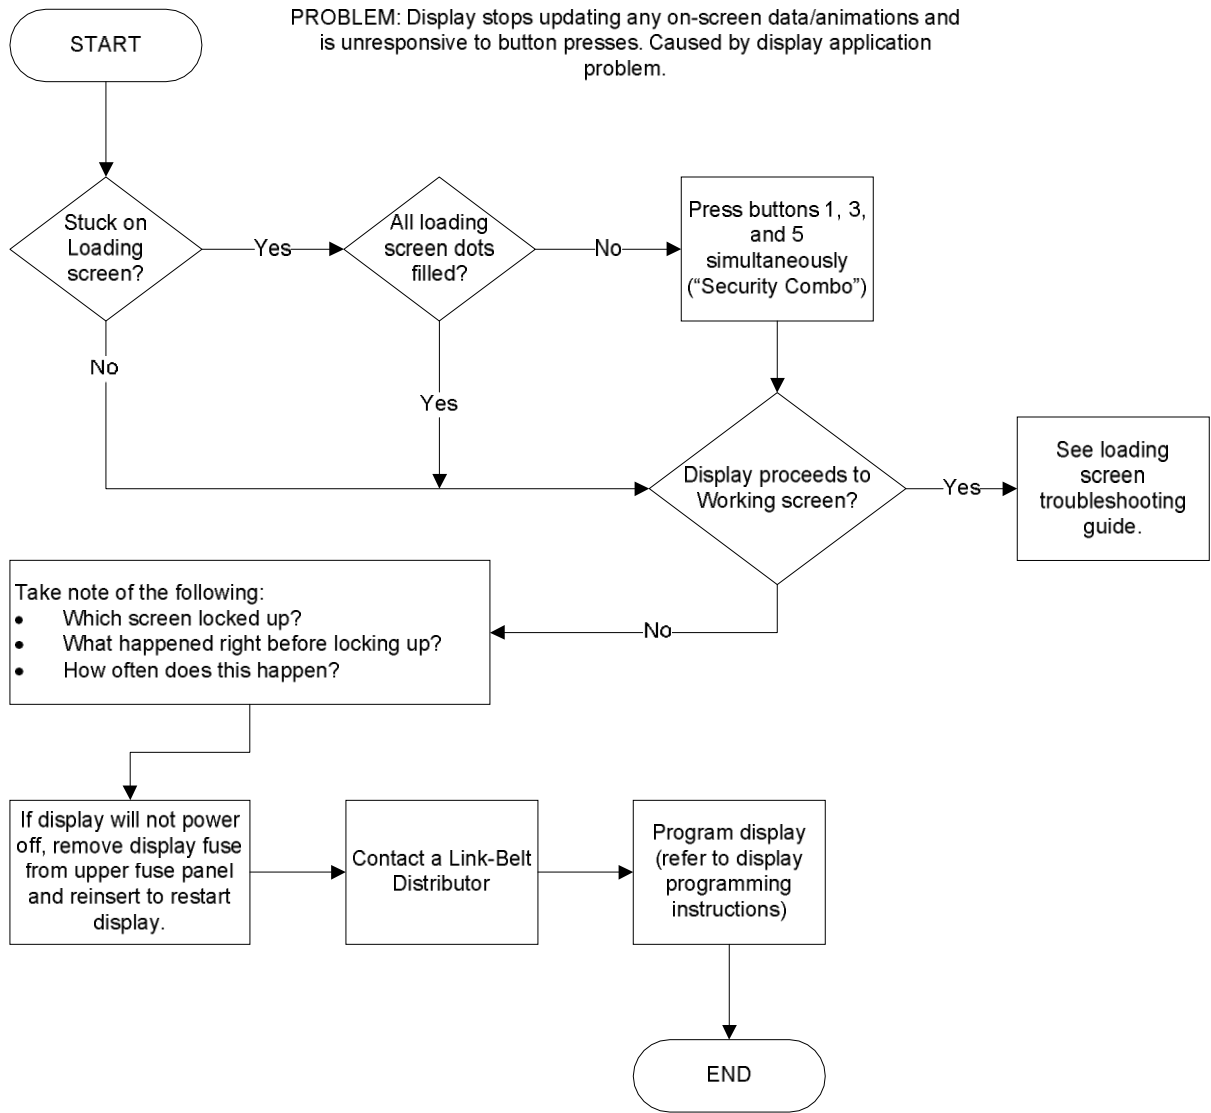 START
PROBLEM: Display stops updating any on-screen data/animations and
is unresponsive to button presses. Caused by display application
problem.
Stuck on
Loading
screen?
Yes
All loading
screen dots
filled?
No
Press buttons 1, 3,
and 5
simultaneously
(“Security Combo”)
No
Yes
Display proceeds to
Working screen?
Yes
See loading
screen
troubleshooting
guide.
No
Take note of the following:
• Which screen locked up?
• What happened right before locking up?
• How often does this happen?
If display will not power
off, remove display fuse
from upper fuse panel
and reinsert to restart
display.
Contact a Link-Belt
Distributor
Program display
(refer to display
programming
instructions)
END